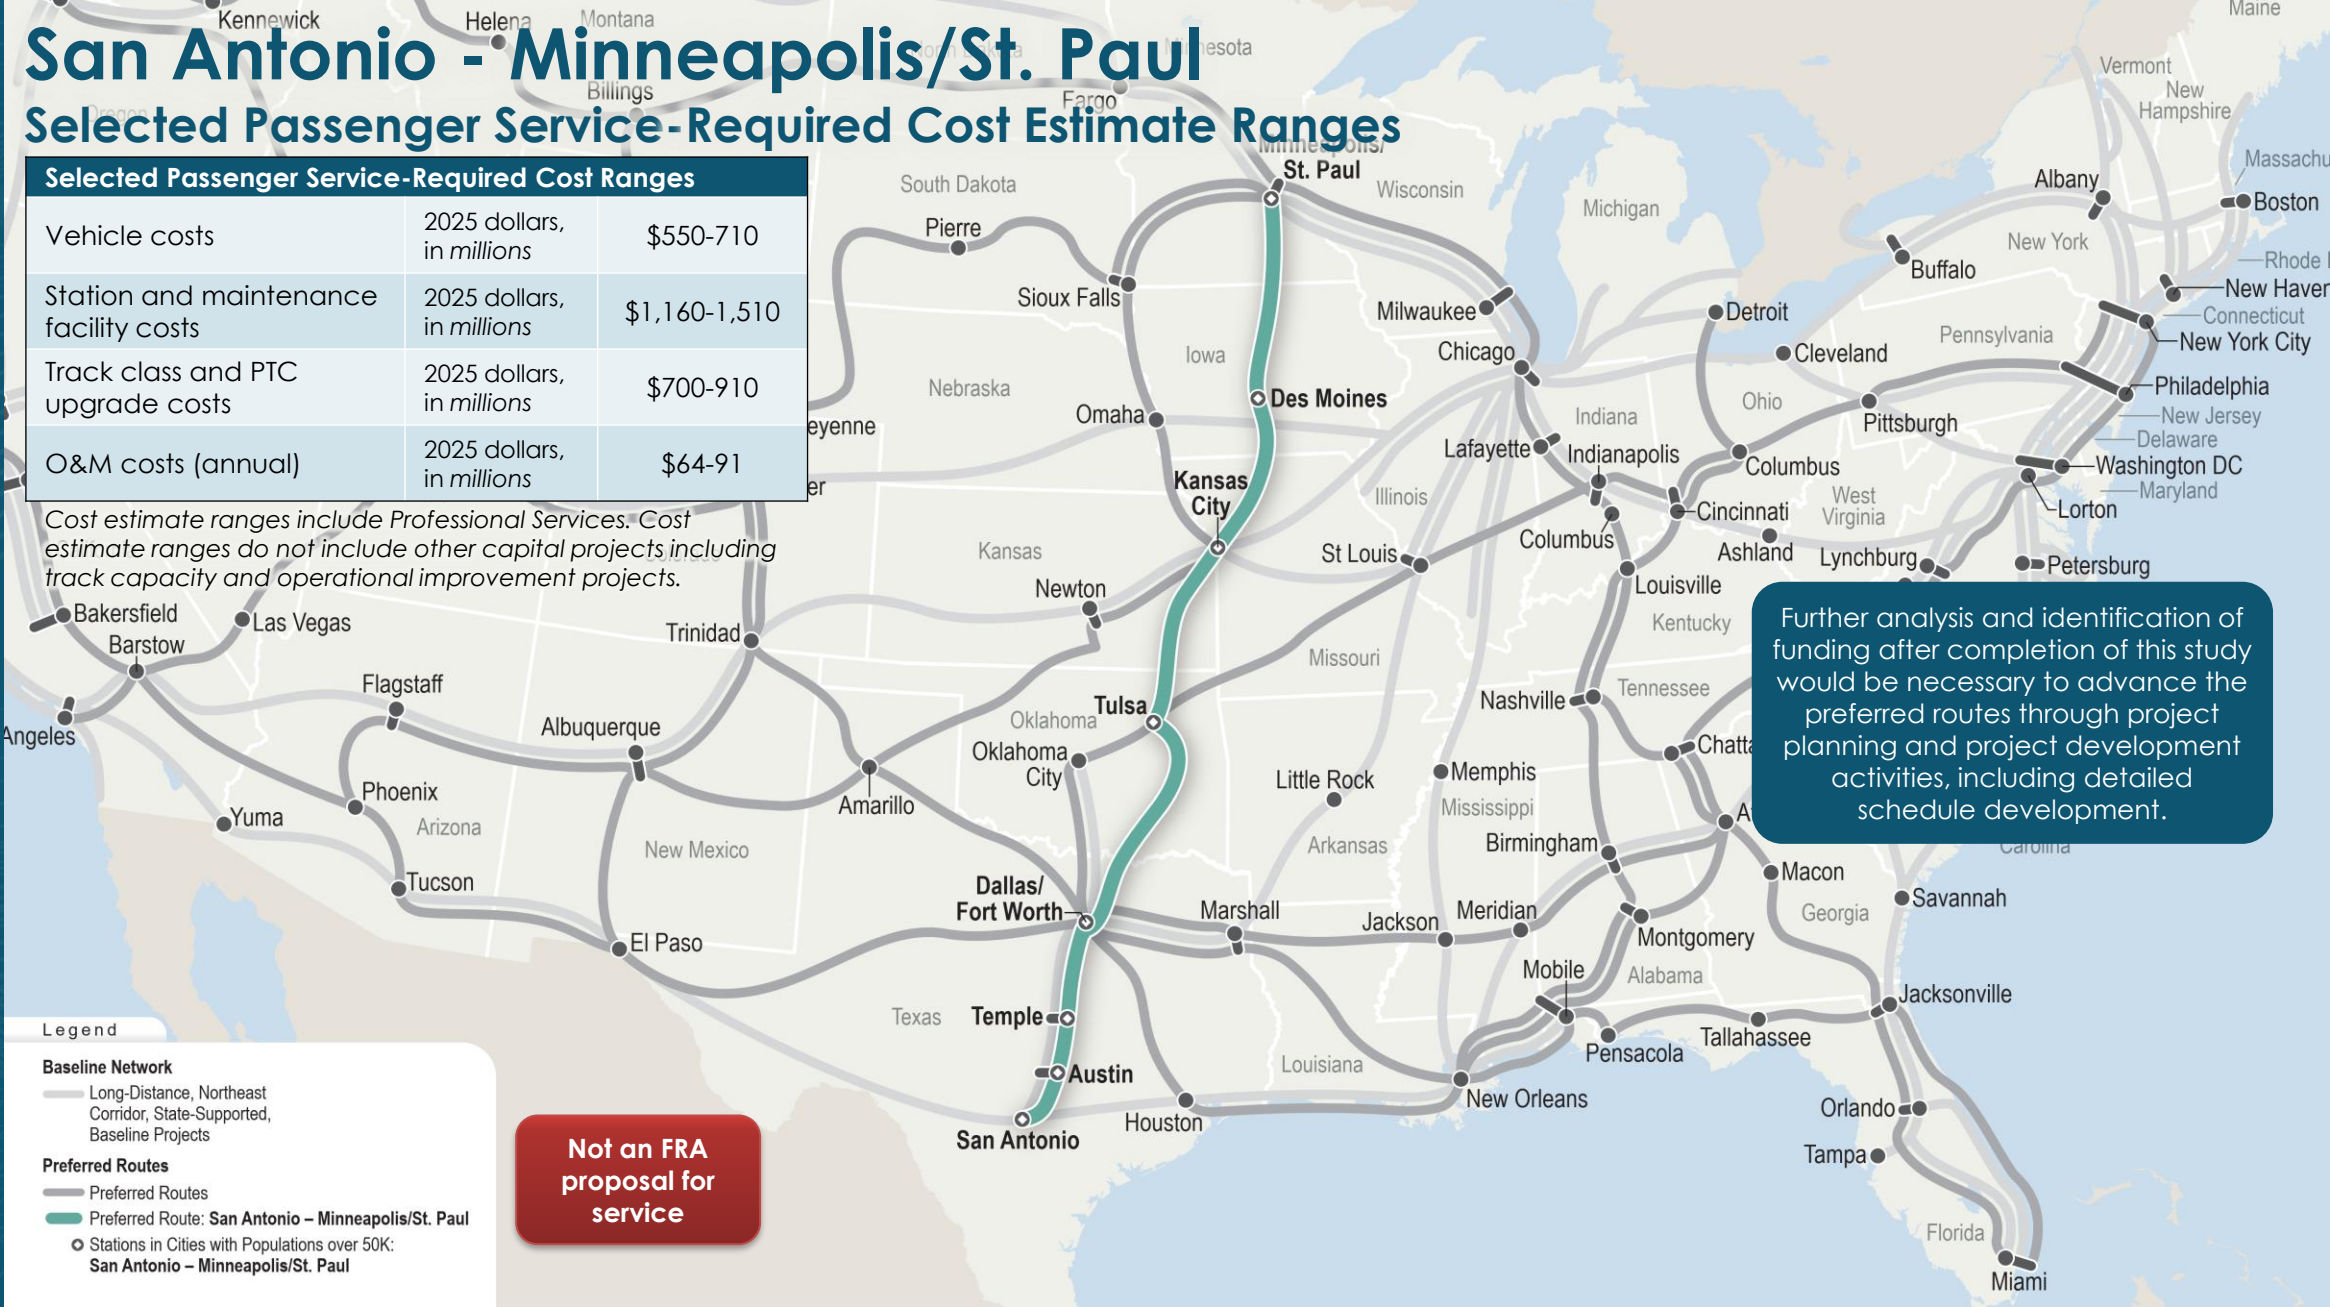 San Antonio - Minneapolis/St. Paul
Selected Passenger Service-Required Cost Estimate Ranges
Selected Passenger Service-Required Cost Ranges
Vehicle costs
2025 dollars,
in millions
$550-710
Station and maintenance
facility costs
2025 dollars,
in millions
$1,160-1,510
Track class and PTC
upgrade costs
2025 dollars,
in millions
$700-910
O&M costs (annual)
2025 dollars,
in millions
$64-91
Cost estimate ranges include Professional Services. Cost
estimate ranges do not include other capital projects including
track capacity and operational improvement projects.
Kennewick
Helena
Montana
Billings
Fargo
Minneapolis/
St. Paul
esota
Maine
Vermont
New
Hampshire
Massachu
Oregon
South Dakota
Wisconsin
Michigan
Albany
Boston
Pierre
New York
Buffalo
Rhode I
Sioux Falls
New Haven
Milwaukee
Detroit
Connecticut
New York City
Iowa
Chicago
Cleveland
Pennsylvania
Nebraska
Des Moines
Philadelphia
Omaha
Indiana
Ohio
Pittsburgh
New Jersey
eyenne
Delaware
Lafayette
Indianapolis
Columbus
Washington DC
er
Kansas
City
Illinois
West
Virginia
Maryland
Cincinnati
Lorton
Kansas
St Louis
Columbus
Ashland
Lynchburg
Petersburg
Newton
Louisville
Bakersfield
Las Vegas
Barstow
Trinidad
Missouri
Kentucky
Flagstaff
Tulsa
Nashville
Tennessee
Angeles
Albuquerque
Oklahoma
Oklahoma
City
Chatta
Further analysis and identification of
funding after completion of this study
would be necessary to advance the
preferred routes through project
planning and project development
activities, including detailed
schedule development.
Phoenix
Yuma
Arizona
Amarillo
Little Rock
Memphis
Mississippi
A
New Mexico
Arkansas
Birmingham
Carolina
Tucson
Dallas/
Fort Worth
Marshall
Jackson
Meridian
Macon
Georgia
Savannah
El Paso
Montgomery
Mobile
Alabama
Jacksonville
Texas
Temple
Tallahassee
Pensacola
Louisiana
Austin
New Orleans
San Antonio
Houston
Orlando
Tampa
Florida
Miami
Legend
Baseline Network
Long-Distance, Northeast
Corridor, State-Supported,
Baseline Projects
Preferred Routes
Preferred Routes
Preferred Route: San Antonio – Minneapolis/St. Paul
Stations in Cities with Populations over 50K:
San Antonio – Minneapolis/St. Paul
Not an FRA
proposal for
service